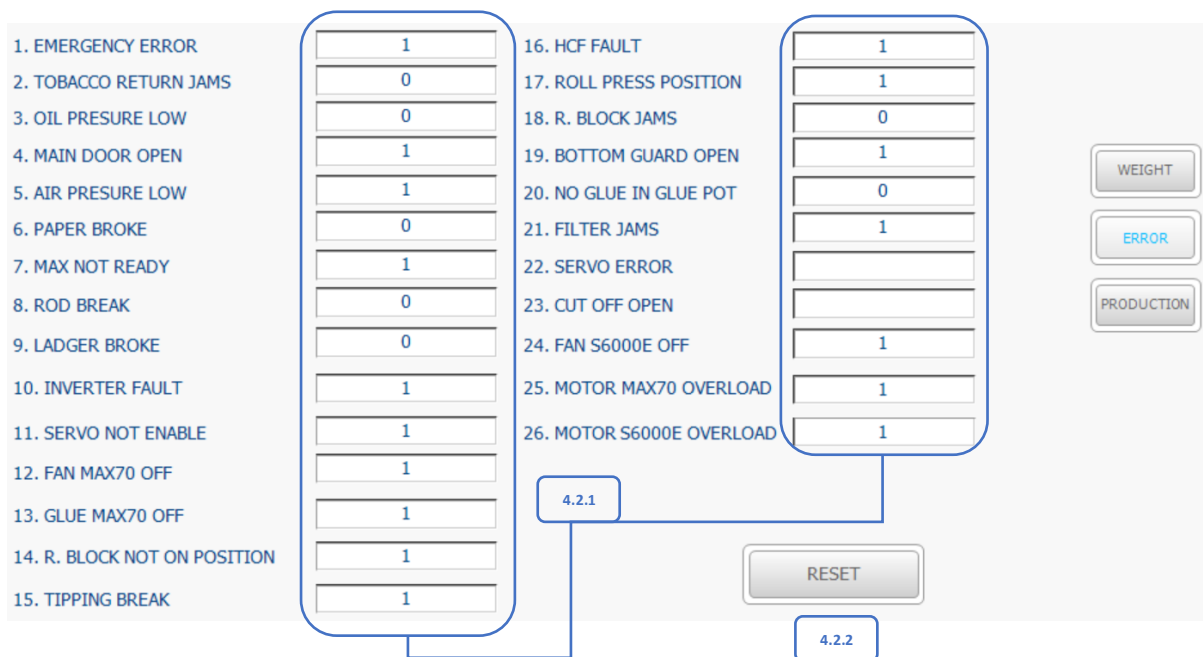 1. EMERGENCY ERROR 1
2. TOBACCO RETURN JAMS 0
3. OIL PRESURE LOW 0
4. MAIN DOOR OPEN 1
5. AIR PRESURE LOW 1
6. PAPER BROKE 0
7. MAX NOT READY 1
8. ROD BREAK 0
9. LADGER BROKE 0
10. INVERTER FAULT 1
11. SERVO NOT ENABLE 1
12. FAN MAX70 OFF 1
13. GLUE MAX70 OFF 1
14. R. BLOCK NOT ON POSITION 1
15. TIPPING BREAK 1
16. HCF FAULT 1
17. ROLL PRESS POSITION 1
18. R. BLOCK JAMS 0
19. BOTTOM GUARD OPEN 1
20. NO GLUE IN GLUE POT 0
21. FILTER JAMS 1
22. SERVO ERROR
23. CUT OFF OPEN
24. FAN S6000E OFF 1
25. MOTOR MAX70 OVERLOAD 1
26. MOTOR S6000E OVERLOAD 1
4.2.1
RESET
4.2.2
WEIGHT
ERROR
PRODUCTION